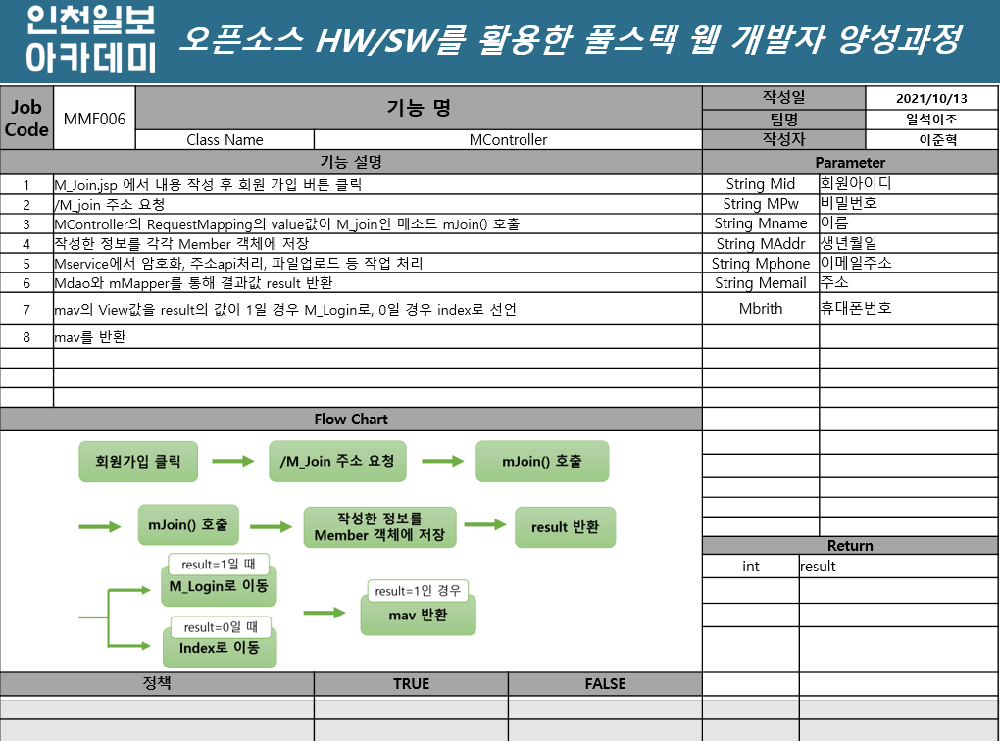 인천일보
아카데미
오픈소스 HW/SW를 활용한 풀스택 웹 개발자 양성과정
Job Code MMF006 기능 명 작성일 2021/10/13
팀명 일석이조
Class Name MController 작성자 이준혁
기능 설명 Parameter
1 M_Join.jsp 에서 내용 작성 후 회원 가입 버튼 클릭 String Mid 회원아이디
2 /M_join 주소 요청 String MPw 비밀번호
3 MController의 RequestMapping의 value값이 M_join인 메소드 mJoin() 호출 String Mname 이름
4 작성한 정보를 각각 Member 객체에 저장 String MAddr 생년월일
5 Mservice에서 암호화, 주소api처리, 파일업로드 등 작업 처리 String Mphone 이메일주소
6 Mdao와 mMapper를 통해 결과값 result 반환 String Memail 주소
7 mav의 View값을 result의 값이 1일 경우 M_Login로, 0일 경우 index로 선언 Mbrith 휴대폰번호
8 mav를 반환
Flow Chart
회원가입 클릭 /M_Join 주소 요청 mJoin() 호출
mJoin() 호출 작성한 정보를 Member 객체에 저장 result 반환
result=1일 때
M_Login로 이동
result=0일 때
Index로 이동
result=1인 경우
mav 반환
Return
int result
정책 TRUE FALSE